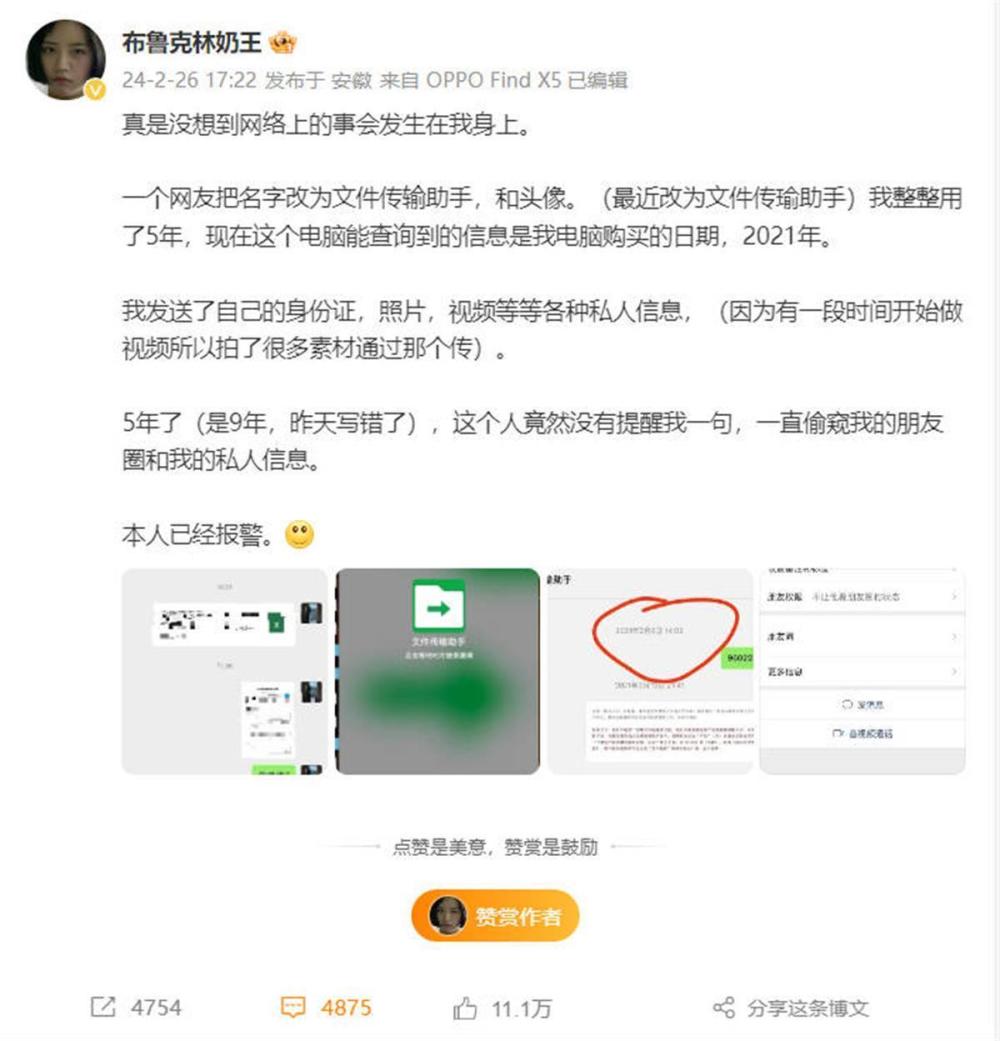 布鲁克林奶王
24-2-26 17:22 发布于 安徽 来自 OPPO Find X5 已编辑
真是没想到网络上的事会发生在我身上。
一个网友把名字改为文件传输助手，和头像。（最近改为文件传瑜助手）我整整用
了5年，现在这个电脑能查询到的信息是我电脑购买的日期，2021年。
我发送了自己的身份证，照片，视频等等各种私人信息，（因为有一段时间开始做
视频所以拍了很多素材通过那个传）。
5年了（是9年，昨天写错了），这个人竟然没有提醒我一句，一直偷窥我的朋友
圈和我的私人信息。
本人已经报警。
文件传输助手
输助手
96022
朋友权限 不让他看朋友圈和状态
朋友圈
更多信息
发消息
音视频通话
点赞是美意，赞赏是鼓励
赞赏作者
4754
4875
11.1万
分享这条博文